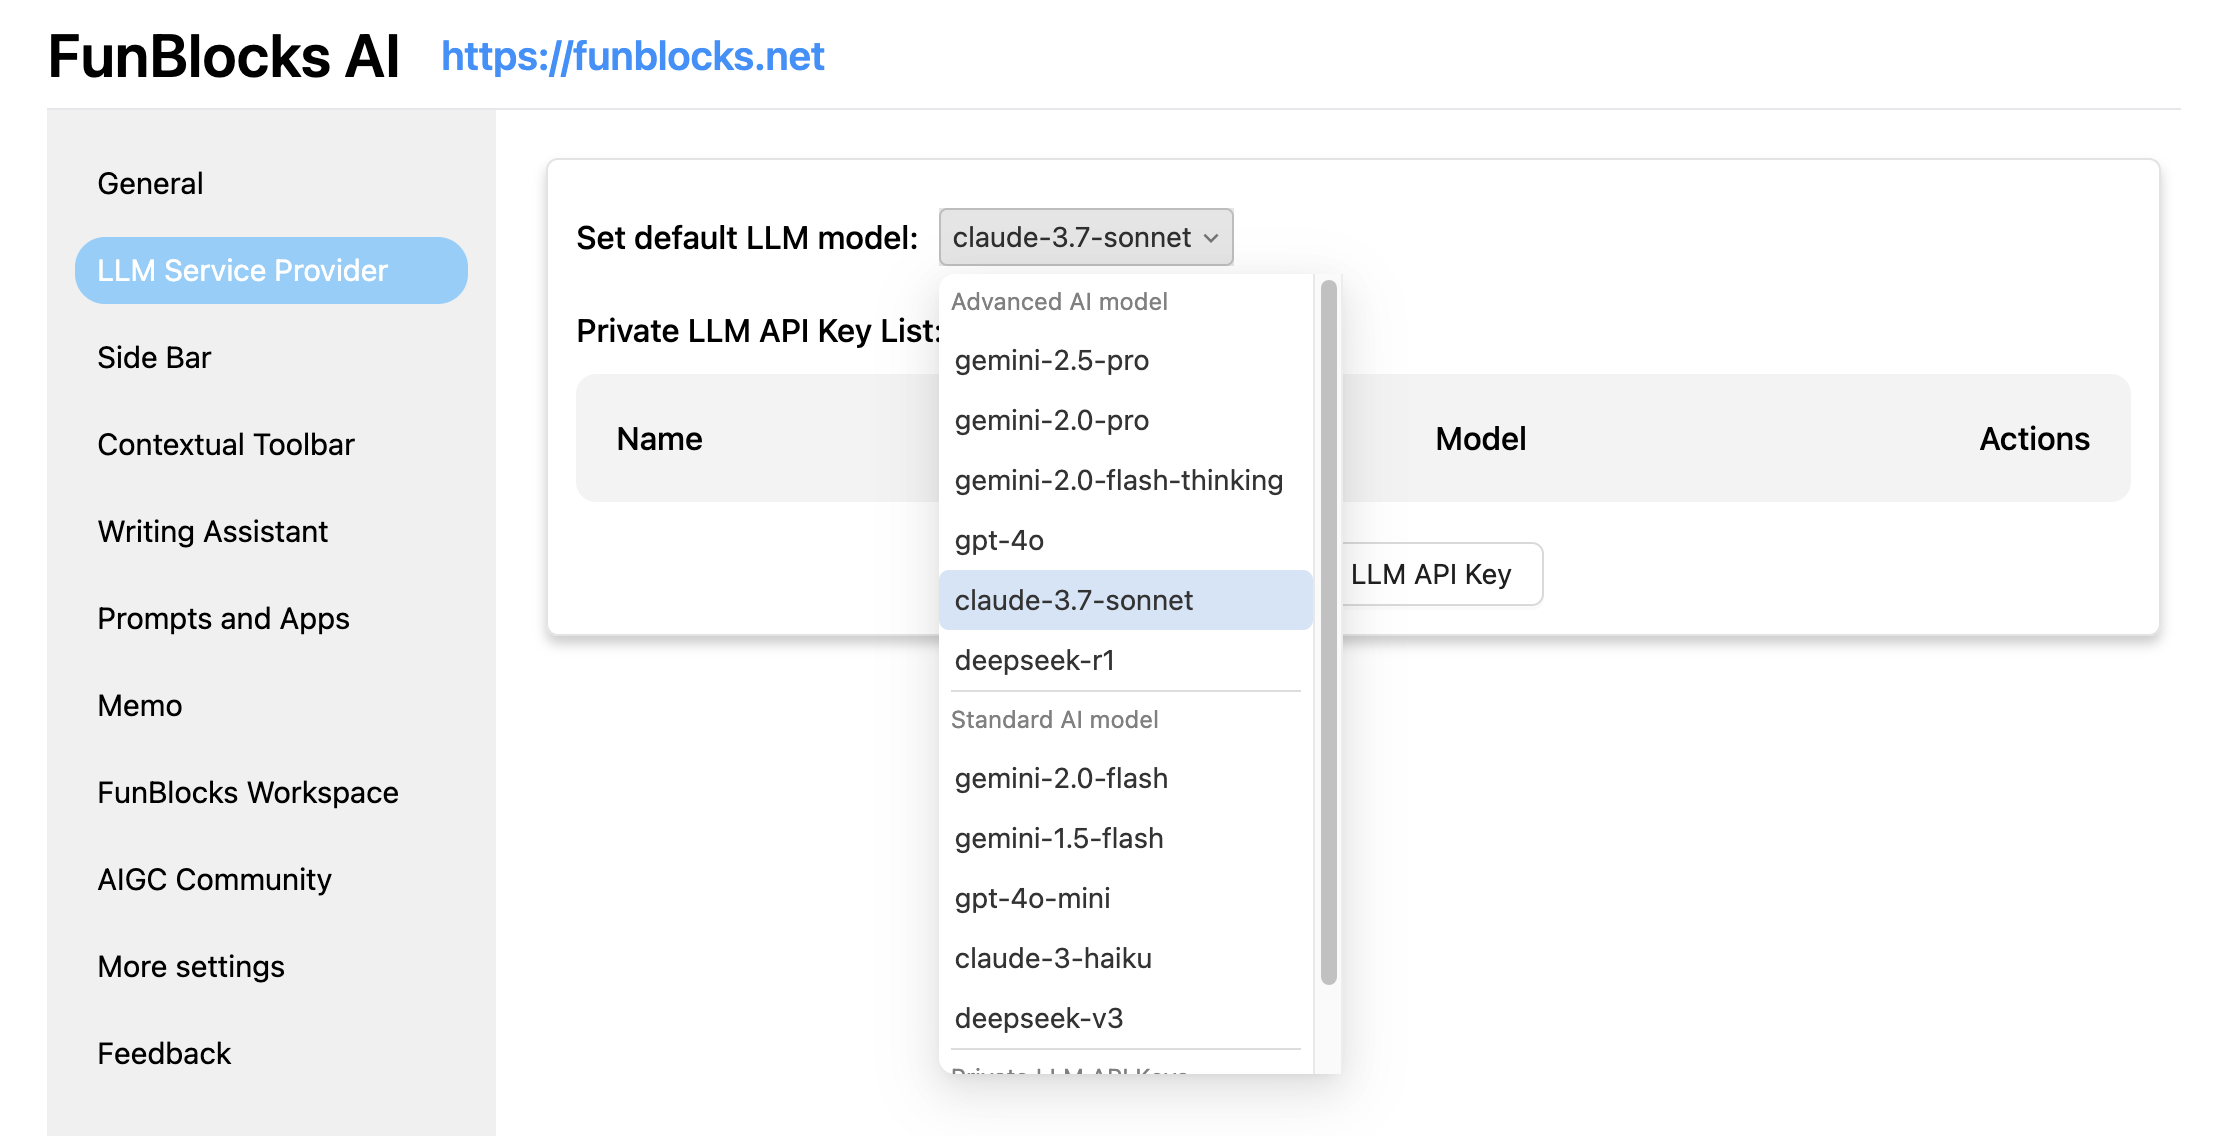 FunBlocks AI https://funblocks.net
General
LLM Service Provider
Side Bar
Contextual Toolbar
Writing Assistant
Prompts and Apps
Memo
FunBlocks Workspace
AIGC Community
More settings
Feedback
Set default LLM model: claude-3.7-sonnet
Private LLM API Key List:
Name Model Actions
LLM API Key
Advanced AI model
gemini-2.5-pro
gemini-2.0-pro
gemini-2.0-flash-thinking
gpt-4o
claude-3.7-sonnet
deepseek-r1
Standard AI model
gemini-2.0-flash
gemini-1.5-flash
gpt-4o-mini
claude-3-haiku
deepseek-v3
Private LLM API Keys